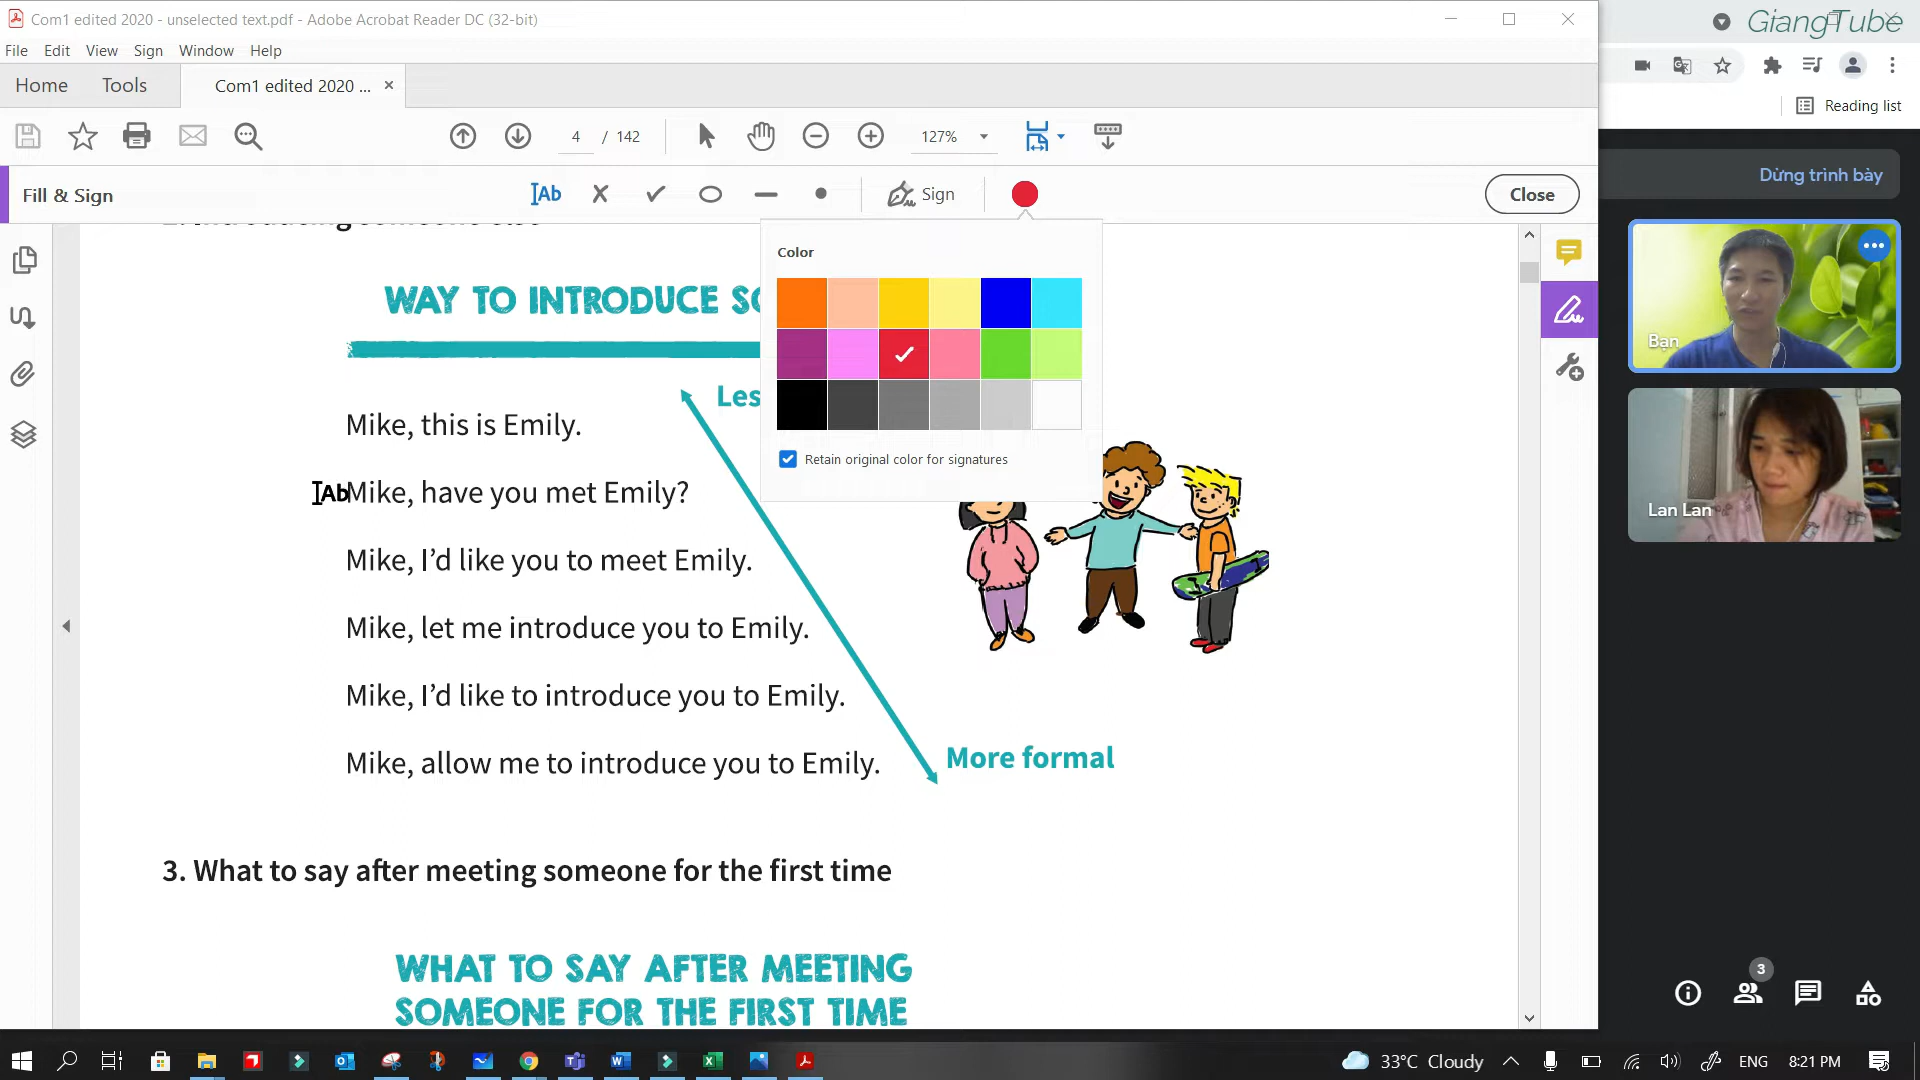 Com1 edited 2020 - unselected text.pdf - Adobe Acrobat Reader DC (32-bit)
GiangTube
File Edit View Sign Window Help
Home Tools Com1 edited 2020 ...
Reading list
4 / 142 127%
Dừng trình bày
Fill & Sign Ab Sign Close
Color
WAY TO INTRODUCE
Bạn
Les
Mike, this is Emily.
Retain original color for signatures
Ab
Mike, have you met Emily?
Lan Lan
Mike, I'd like you to meet Emily.
Mike, let me introduce you to Emily.
Mike, I'd like to introduce you to Emily.
Mike, allow me to introduce you to Emily.
More formal
3. What to say after meeting someone for the first time
WHAT TO SAY AFTER MEETING
SOMEONE FOR THE FIRST TIME
3
33°C Cloudy ENG 8:21 PM